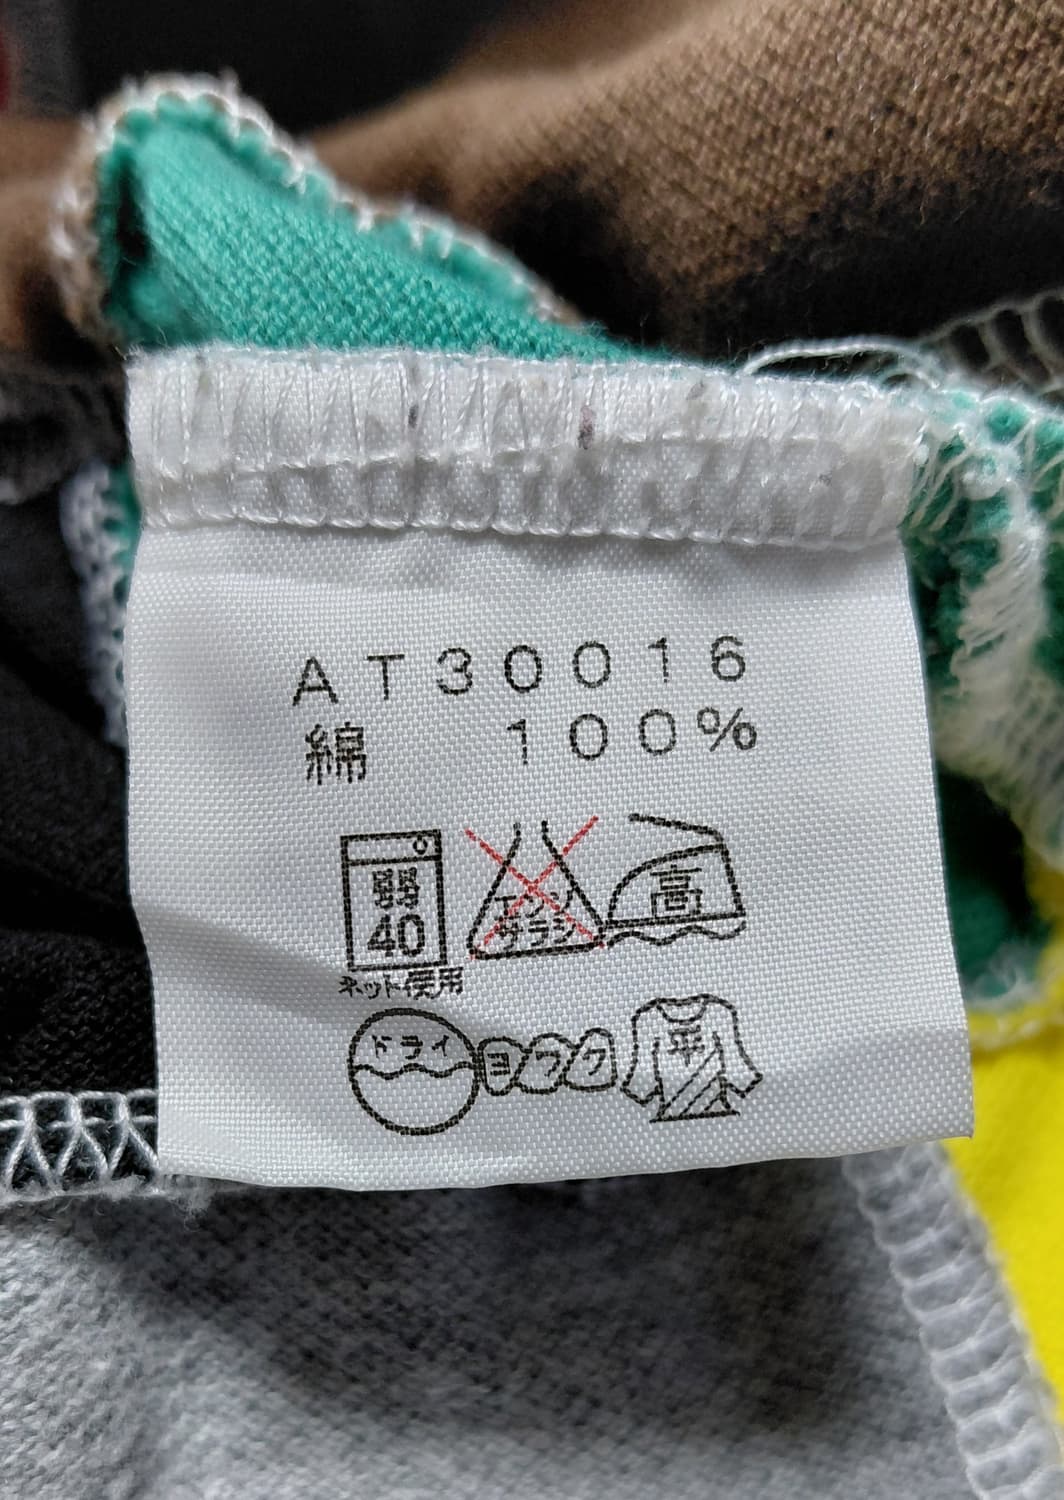 AT30016
綿 100%
弱
40
エンソ
サラシ
高
ネット使用
ドライ
ヨワク
平